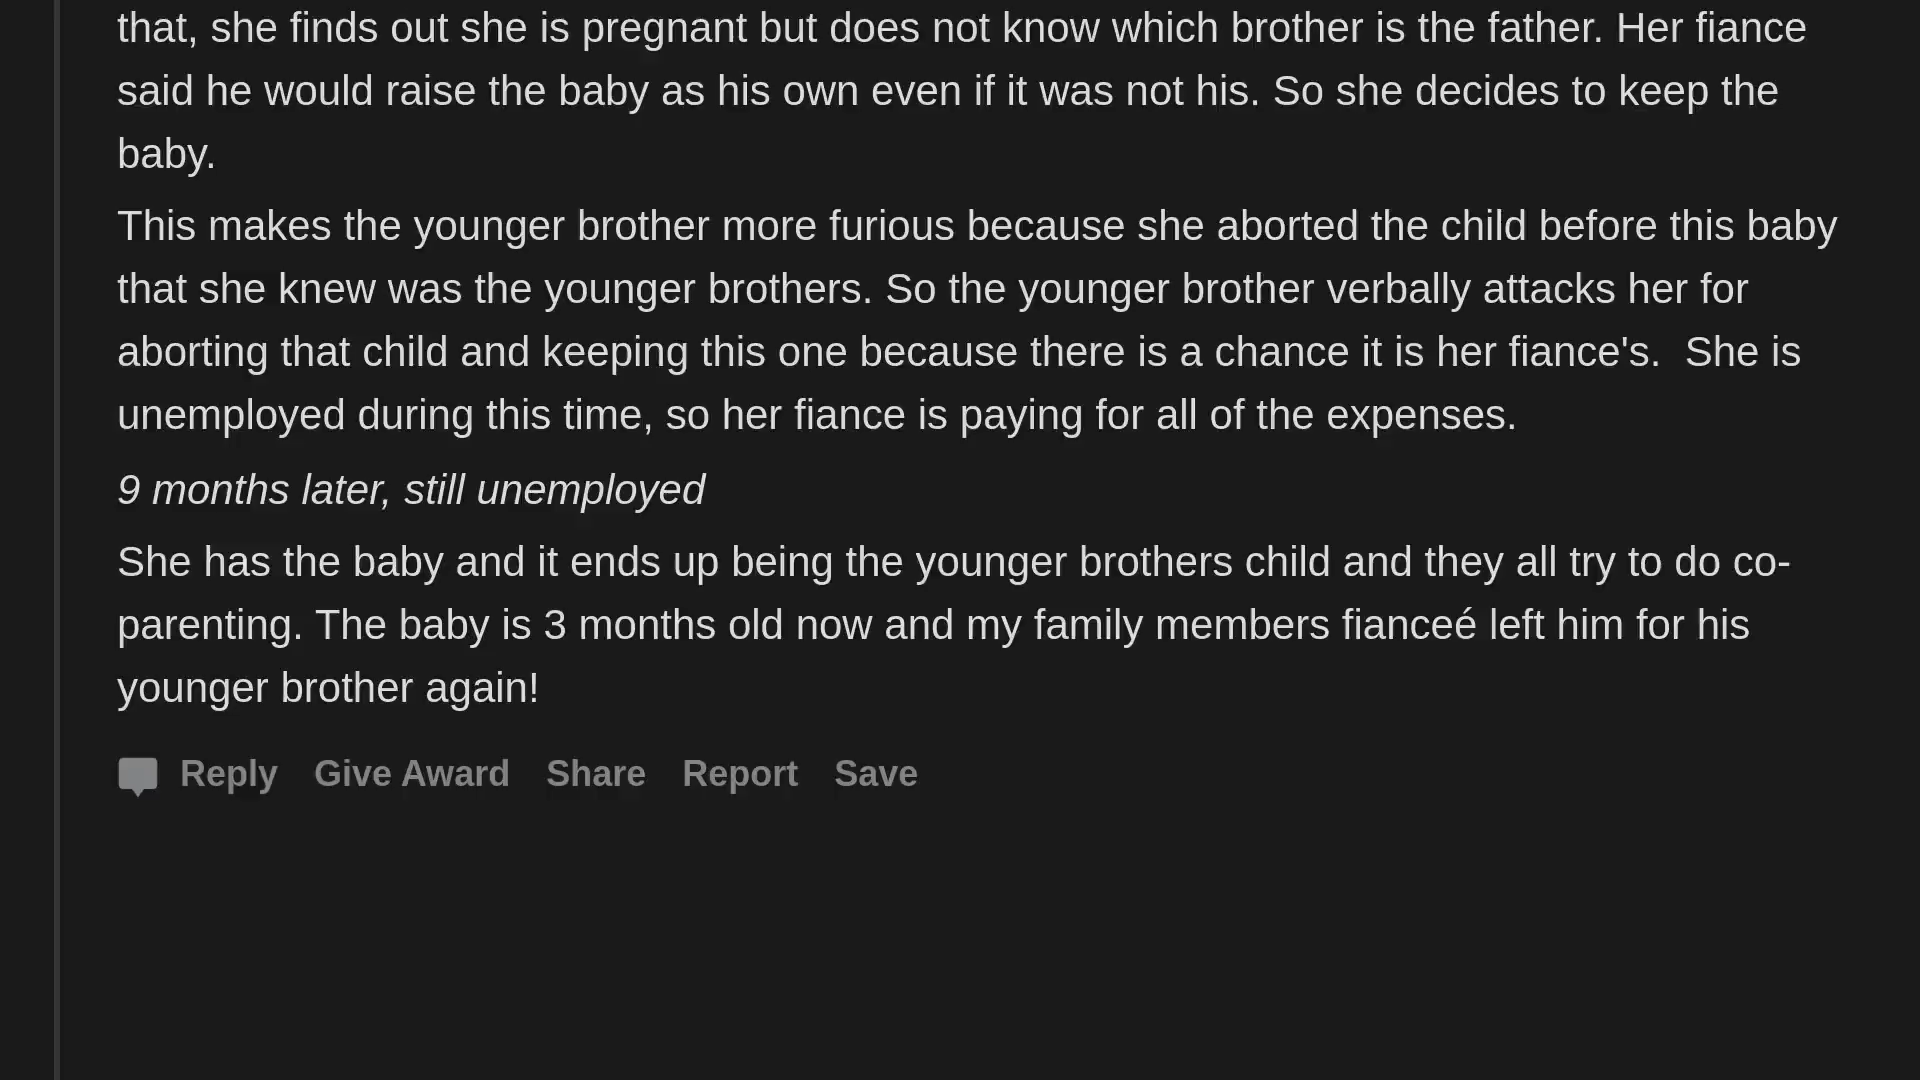 that, she finds out she is pregnant but does not know which brother is the father. Her fiance
said he would raise the baby as his own even if it was not his. So she decides to keep the
baby.
This makes the younger brother more furious because she aborted the child before this baby
that she knew was the younger brothers. So the younger brother verbally attacks her for
aborting that child and keeping this one because there is a chance it is her fiance's.  She is
unemployed during this time, so her fiance is paying for all of the expenses.
9 months later, still unemployed
She has the baby and it ends up being the younger brothers child and they all try to do co-
parenting. The baby is 3 months old now and my family members fianceé left him for his
younger brother again!
Reply Give Award Share Report Save